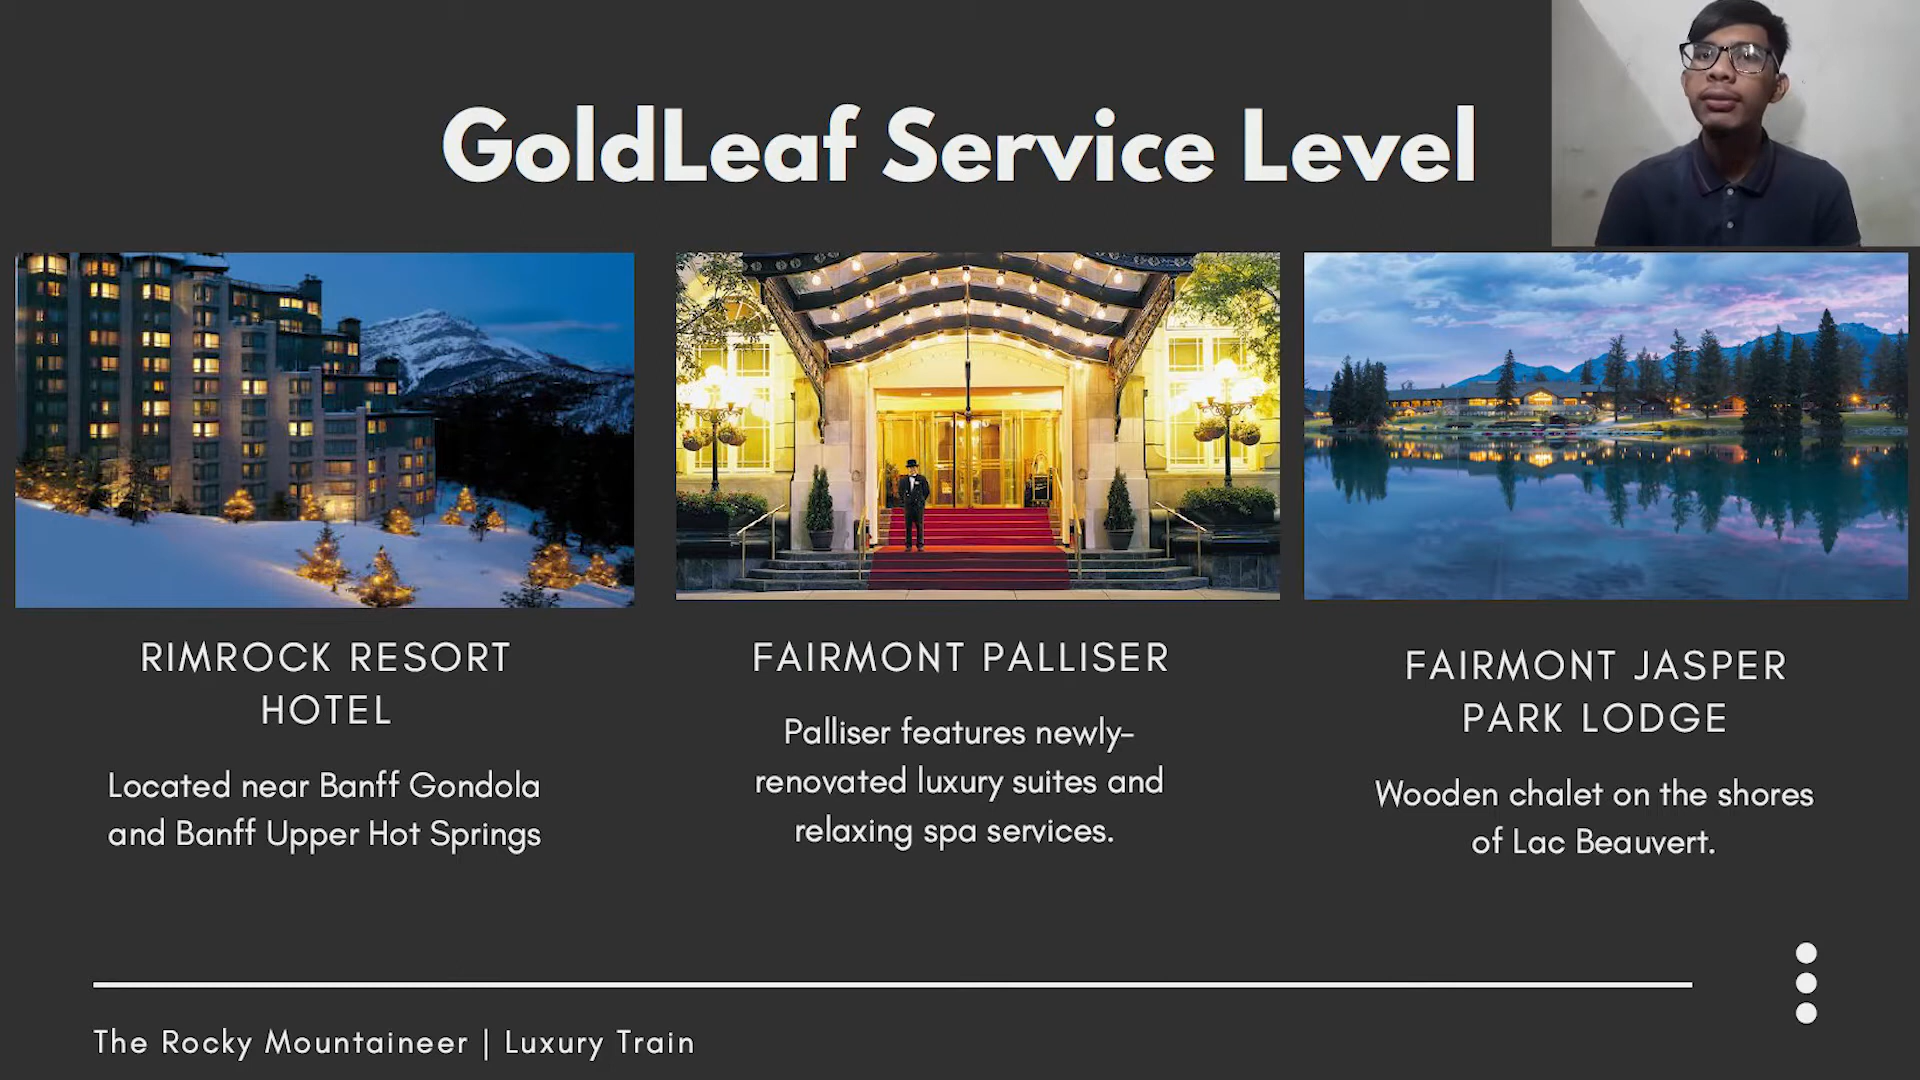 GoldLeaf Service Level
RIMROCK RESORT
HOTEL
Located near Banff Gondola
and Banff Upper Hot Springs
FAIRMONT PALLISER
Palliser features newly-
renovated luxury suites and
relaxing spa services.
FAIRMONT JASPER
PARK LODGE
Wooden chalet on the shores
of Lac Beauvert.
The Rocky Mountaineer | Luxury Train